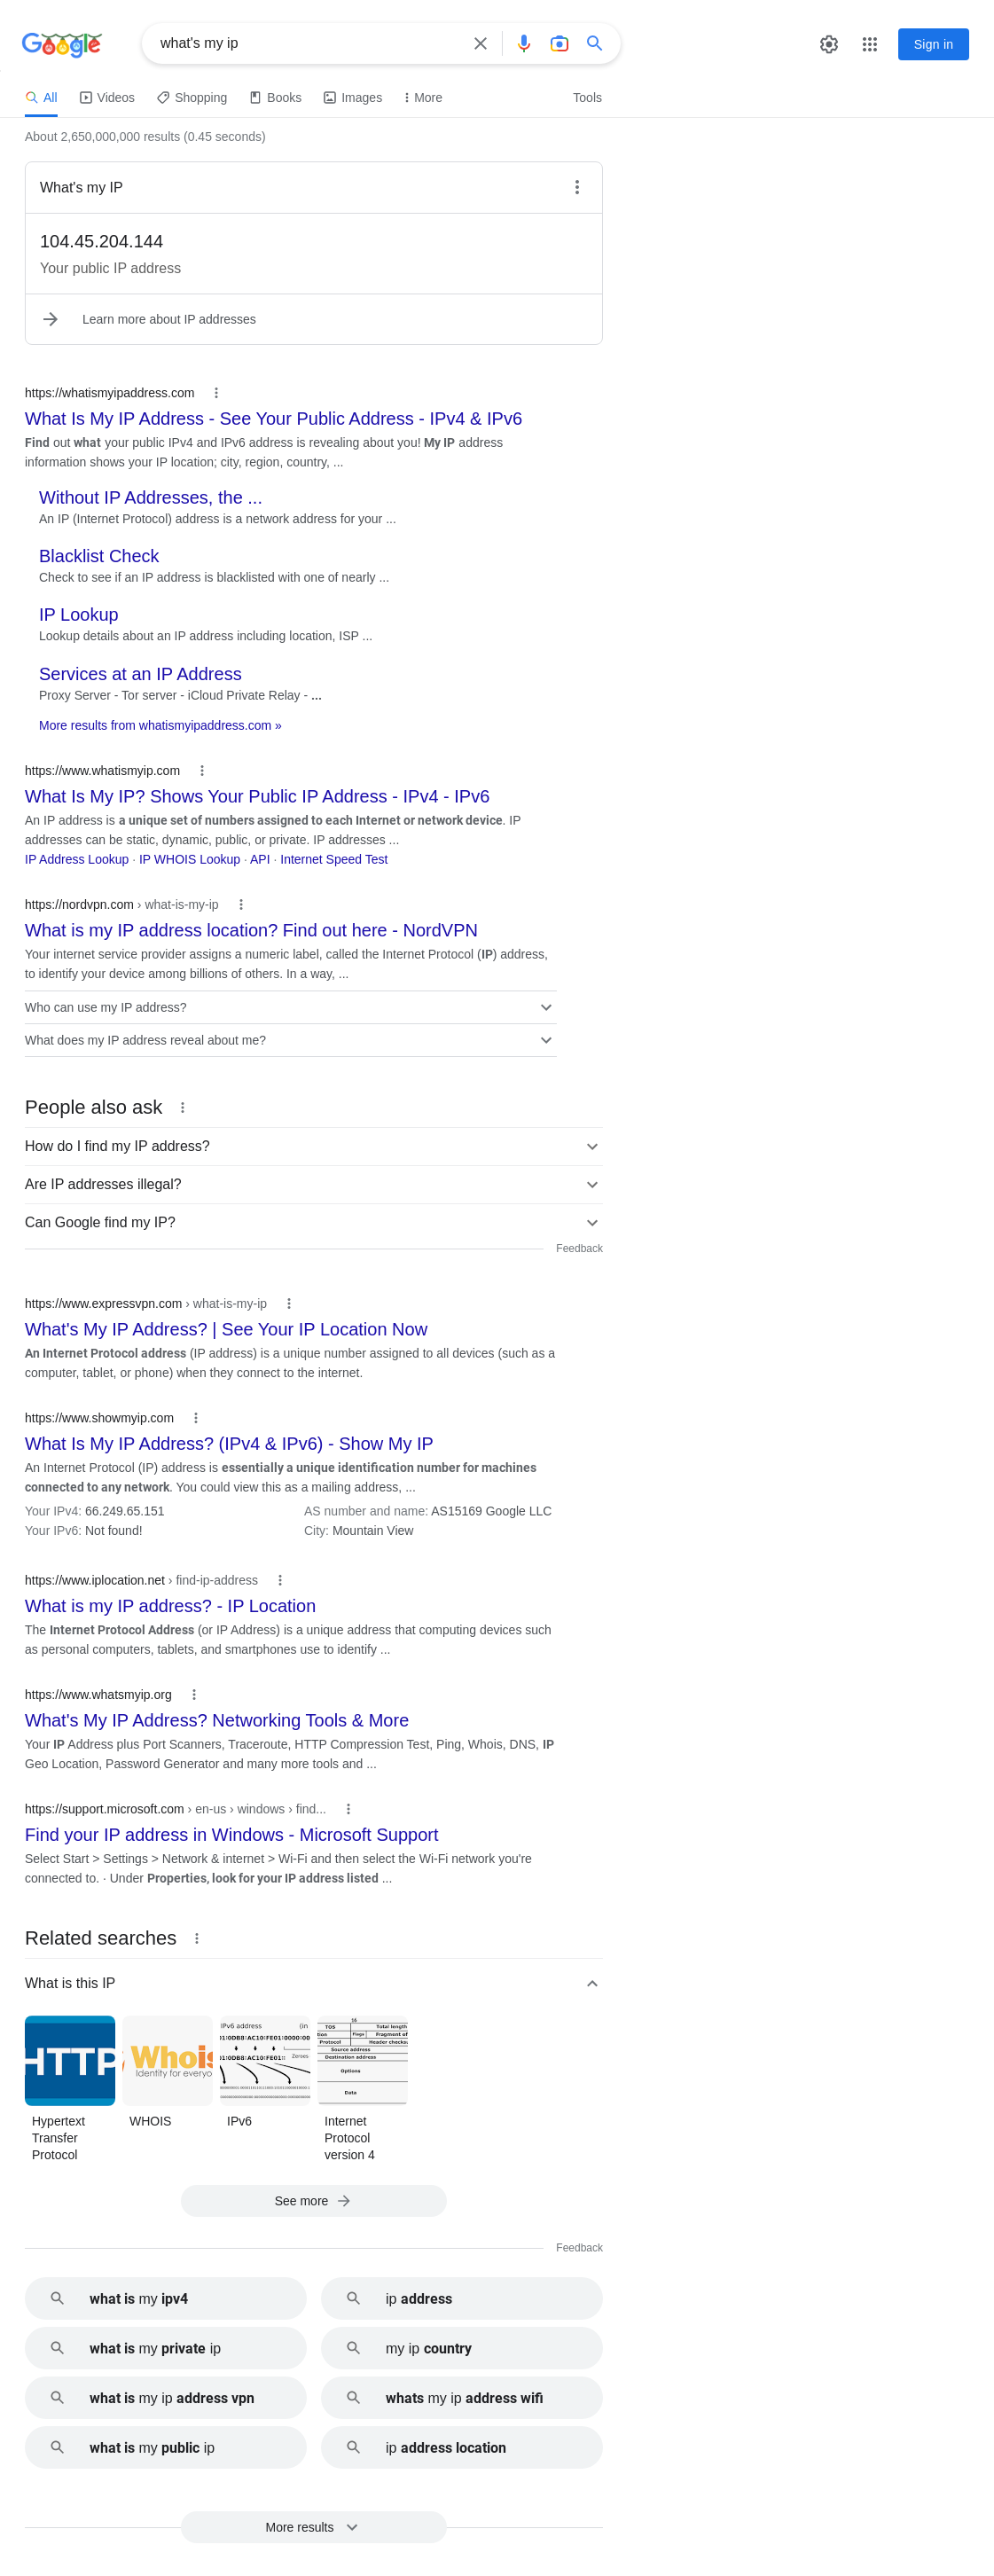 Google
what's my ip
Sign in
All Videos Shopping Books Images More Tools
About 2,650,000,000 results (0.45 seconds)
What's my IP
104.45.204.144
Your public IP address
Learn more about IP addresses
https://whatismyipaddress.com
What Is My IP Address - See Your Public Address - IPv4 & IPv6
Find out what your public IPv4 and IPv6 address is revealing about you! My IP address
information shows your IP location; city, region, country, ...
Without IP Addresses, the ...
An IP (Internet Protocol) address is a network address for your ...
Blacklist Check
Check to see if an IP address is blacklisted with one of nearly ...
IP Lookup
Lookup details about an IP address including location, ISP ...
Services at an IP Address
Proxy Server - Tor server - iCloud Private Relay - ...
More results from whatismyipaddress.com »
https://www.whatismyip.com
What Is My IP? Shows Your Public IP Address - IPv4 - IPv6
An IP address is a unique set of numbers assigned to each Internet or network device. IP
addresses can be static, dynamic, public, or private. IP addresses ...
IP Address Lookup · IP WHOIS Lookup · API · Internet Speed Test
https://nordvpn.com › what-is-my-ip
What is my IP address location? Find out here - NordVPN
Your internet service provider assigns a numeric label, called the Internet Protocol (IP) address,
to identify your device among billions of others. In a way, ...
Who can use my IP address?
What does my IP address reveal about me?
People also ask
How do I find my IP address?
Are IP addresses illegal?
Can Google find my IP?
Feedback
https://www.expressvpn.com › what-is-my-ip
What's My IP Address? | See Your IP Location Now
An Internet Protocol address (IP address) is a unique number assigned to all devices (such as a
computer, tablet, or phone) when they connect to the internet.
https://www.showmyip.com
What Is My IP Address? (IPv4 & IPv6) - Show My IP
An Internet Protocol (IP) address is essentially a unique identification number for machines
connected to any network. You could view this as a mailing address, ...
Your IPv4: 66.249.65.151 AS number and name: AS15169 Google LLC
Your IPv6: Not found! City: Mountain View
https://www.iplocation.net › find-ip-address
What is my IP address? - IP Location
The Internet Protocol Address (or IP Address) is a unique address that computing devices such
as personal computers, tablets, and smartphones use to identify ...
https://www.whatsmyip.org
What's My IP Address? Networking Tools & More
Your IP Address plus Port Scanners, Traceroute, HTTP Compression Test, Ping, Whois, DNS, IP
Geo Location, Password Generator and many more tools and ...
https://support.microsoft.com › en-us › windows › find...
Find your IP address in Windows - Microsoft Support
Select Start > Settings > Network & internet > Wi-Fi and then select the Wi-Fi network you're
connected to. · Under Properties, look for your IP address listed ...
Related searches
What is this IP
HTTP
Whois
Identity for everyo
IPv6 address (in
Zeroes
16
TOS Total length
Flags Fragment of
Protocol Header checksu
Source address
Destination address
Options
Data
Hypertext
Transfer
Protocol
WHOIS
IPv6
Internet
Protocol
version 4
See more
Feedback
what is my ipv4
ip address
what is my private ip
my ip country
what is my ip address vpn
whats my ip address wifi
what is my public ip
ip address location
More results